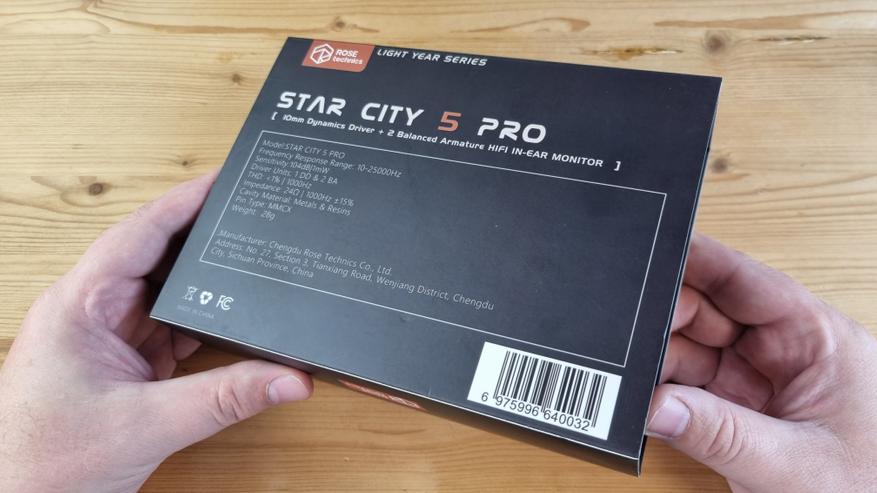 ROSE
technics
LIGHT YEAR SERIES
STAR CITY 5 PRO
[ 10mm Dynamics Driver + 2 Balanced Armature HIFI IN-EAR MONITOR ]
Model:STAR CITY 5 PRO
Frequency Response Range: 10-25000Hz
Sensitivity:104dB|1mW
Driver Units: 1 DD & 2 BA
THD: <1% | 1000Hz
Impedance: 24Ω | 1000Hz ±15%
Cavity Material: Metals & Resins
Pin Type: MMCX
Weight: 28g
Manufacturer: Chengdu Rose Technics Co., Ltd.
Address: No. 27, Section 3, Tianxiang Road, Wenjiang District, Chengdu
City, Sichuan Province, China
FC
MADE IN CHINA
6 975996 640032